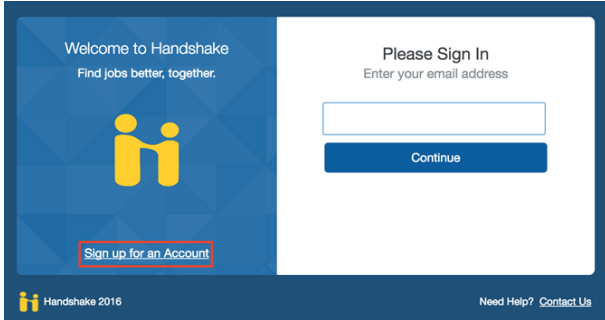 Welcome to Handshake
Find jobs better, together.
Sign up for an Account
Please Sign In
Enter your email address
Continue
Handshake 2016
Need Help? Contact Us